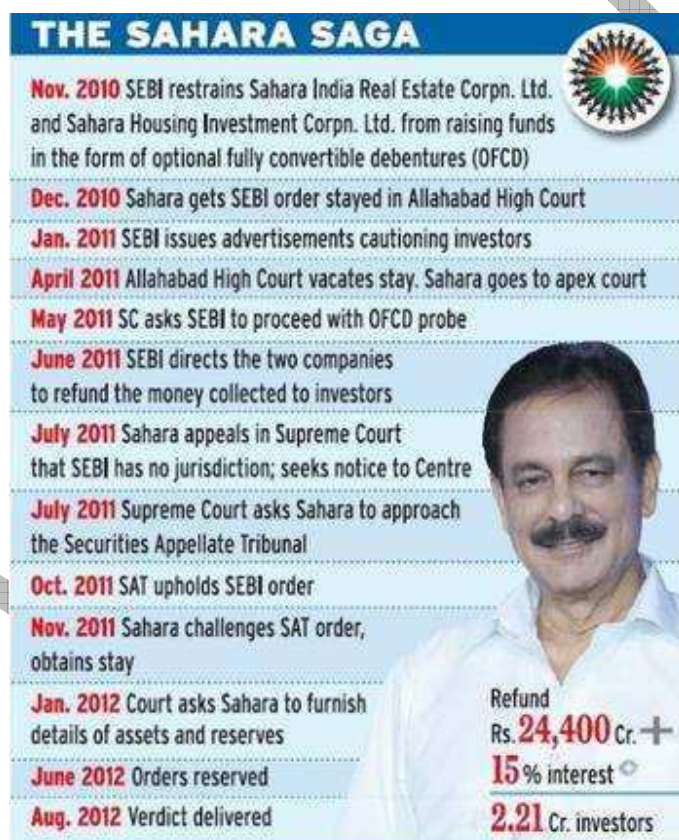 THE SAHARA SAGA
Nov. 2010 SEBI restrains Sahara India Real Estate Corpn. Ltd.
and Sahara Housing Investment Corpn. Ltd. from raising funds
in the form of optional fully convertible debentures (OFCD)
Dec. 2010 Sahara gets SEBI order stayed in Allahabad High Court
Jan. 2011 SEBI issues advertisements cautioning investors
April 2011 Allahabad High Court vacates stay. Sahara goes to apex court
May 2011 SC asks SEBI to proceed with OFCD probe
June 2011 SEBI directs the two companies
to refund the money collected to investors
July 2011 Sahara appeals in Supreme Court
that SEBI has no jurisdiction; seeks notice to Centre
July 2011 Supreme Court asks Sahara to approach
the Securities Appellate Tribunal
Oct. 2011 SAT upholds SEBI order
Nov. 2011 Sahara challenges SAT order,
obtains stay
Jan. 2012 Court asks Sahara to furnish
details of assets and reserves
June 2012 Orders reserved
Aug. 2012 Verdict delivered
Refund
Rs. 24,400 Cr. +
15 % interest
2.21 Cr. investors